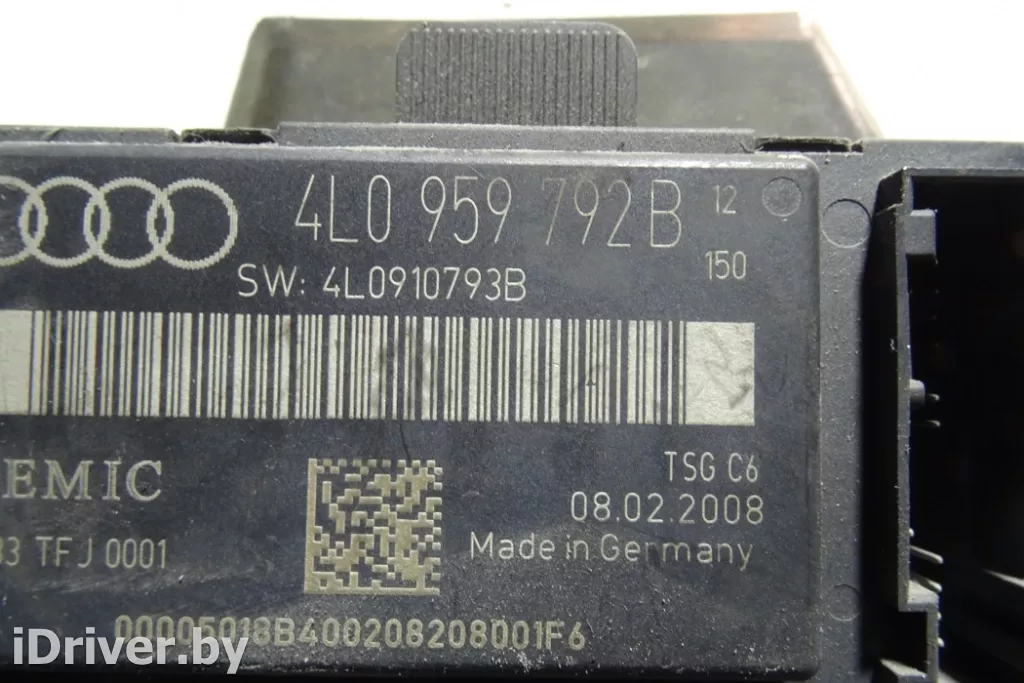 4L0 959 792B 12
SW: 4L0910793B 150
EMIC
TSG C6
08.02.2008
33 TFJ 0001
Made in Germany
00005018B400208208001F6
iDriver.by